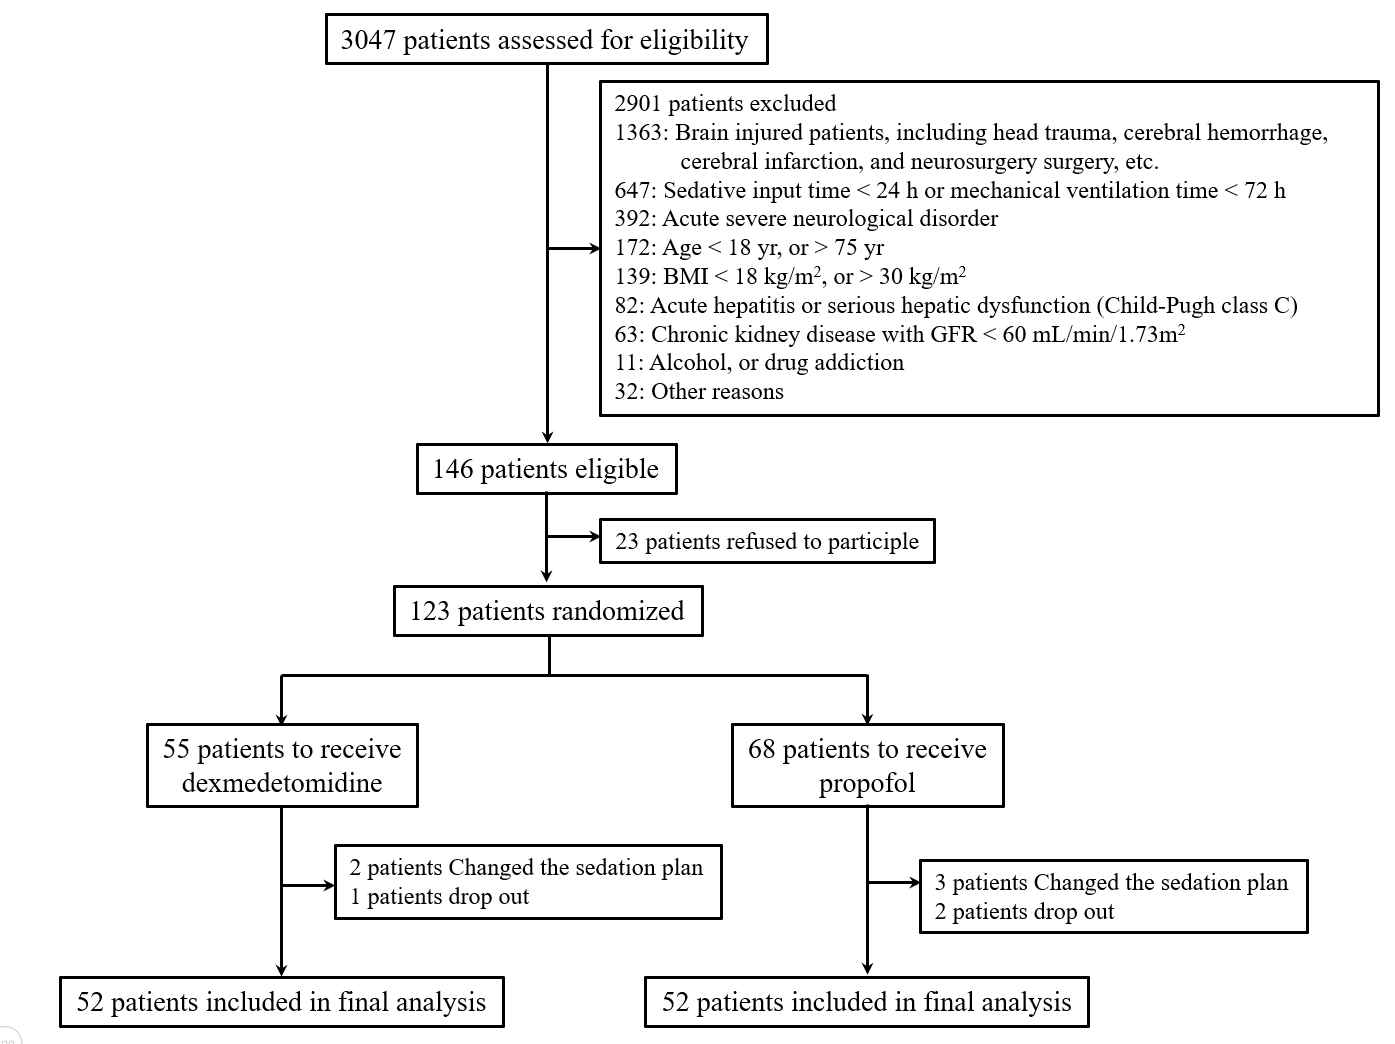 3047 patients assessed for eligibility
2901 patients excluded
1363: Brain injured patients, including head trauma, cerebral hemorrhage,
cerebral infarction, and neurosurgery surgery, etc.
647: Sedative input time < 24 h or mechanical ventilation time < 72 h
392: Acute severe neurological disorder
172: Age < 18 yr, or > 75 yr
139: BMI < 18 kg/m², or > 30 kg/m²
82: Acute hepatitis or serious hepatic dysfunction (Child-Pugh class C)
63: Chronic kidney disease with GFR < 60 mL/min/1.73m²
11: Alcohol, or drug addiction
32: Other reasons
146 patients eligible
23 patients refused to participle
123 patients randomized
55 patients to receive
dexmedetomidine
68 patients to receive
propofol
2 patients Changed the sedation plan
1 patients drop out
3 patients Changed the sedation plan
2 patients drop out
52 patients included in final analysis
52 patients included in final analysis